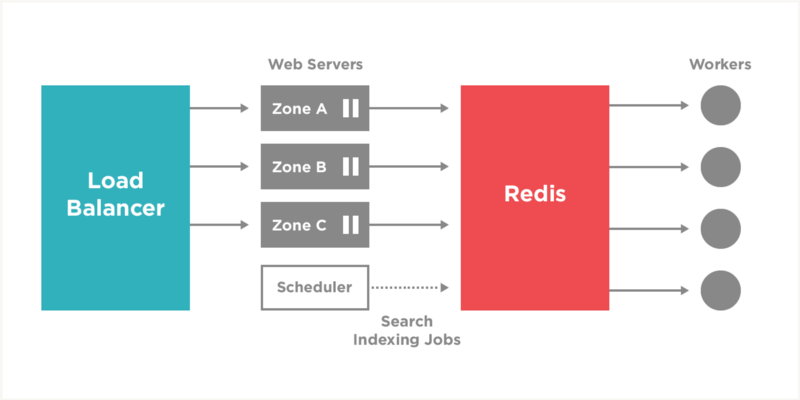 Web Servers
Workers
Load
Balancer
Zone A
Zone B
Zone C
Scheduler
Search
Indexing Jobs
Redis